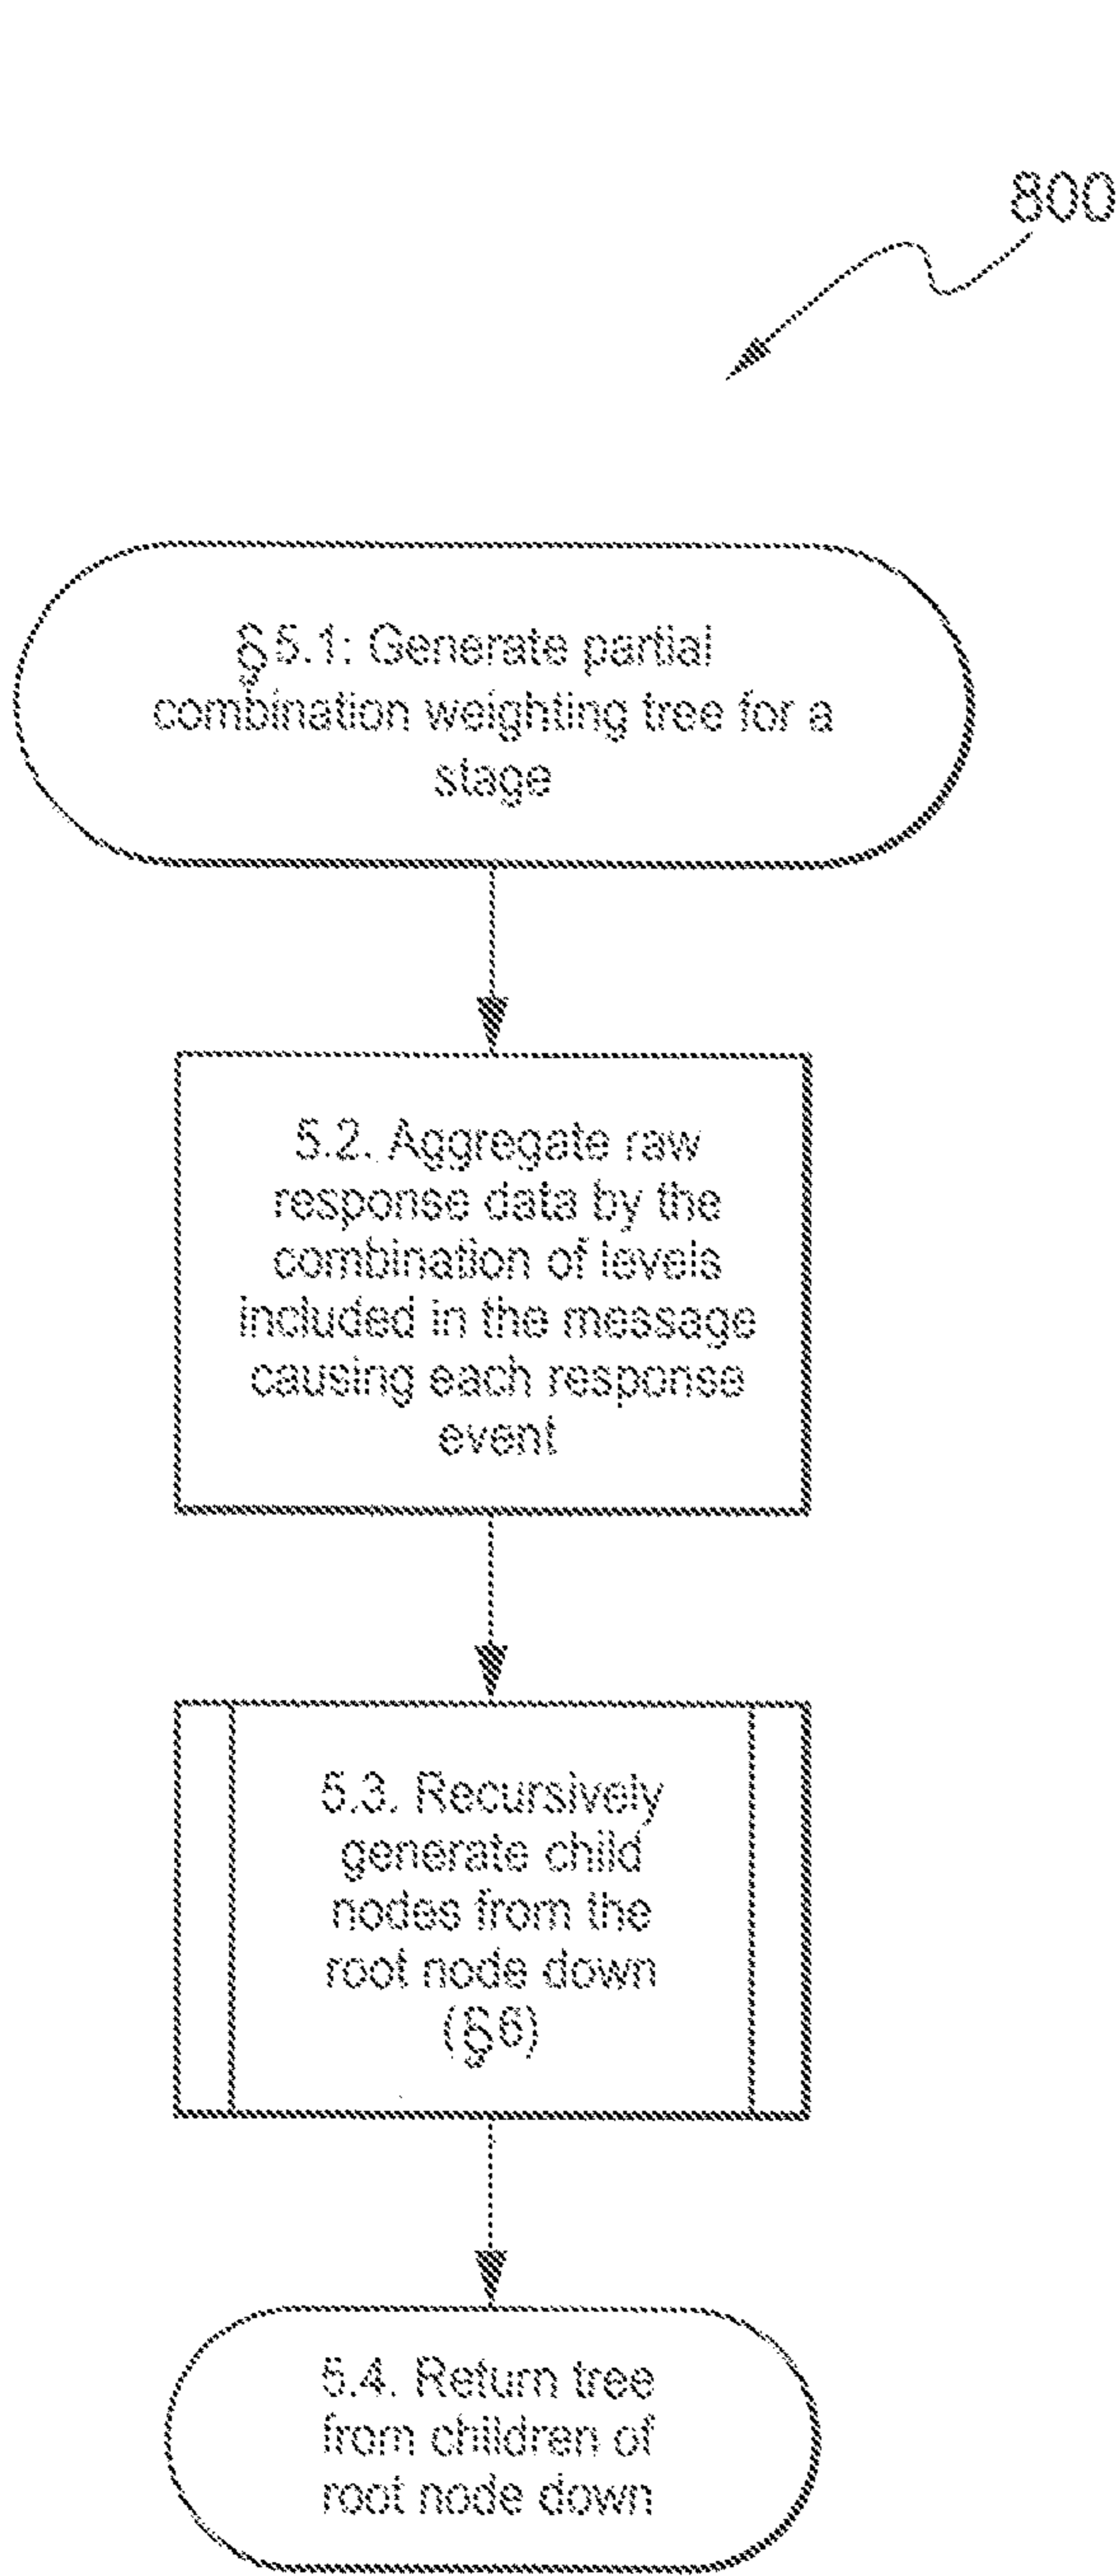 800
§ 5.1: Generate partial
combination weighting tree for a
stage
5.2. Aggregate raw
response data by the
combination of levels
included in the message
causing each response
event
5.3. Recursively
generate child
nodes from the
root node down
(§ 6)
5.4. Return tree
from children of
root node down